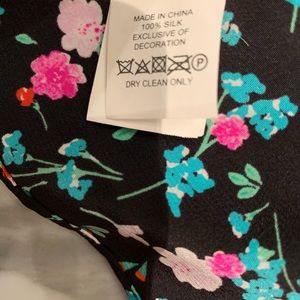 MADE IN CHINA
100% SILK
EXCLUSIVE OF
DECORATION
P
DRY CLEAN ONLY